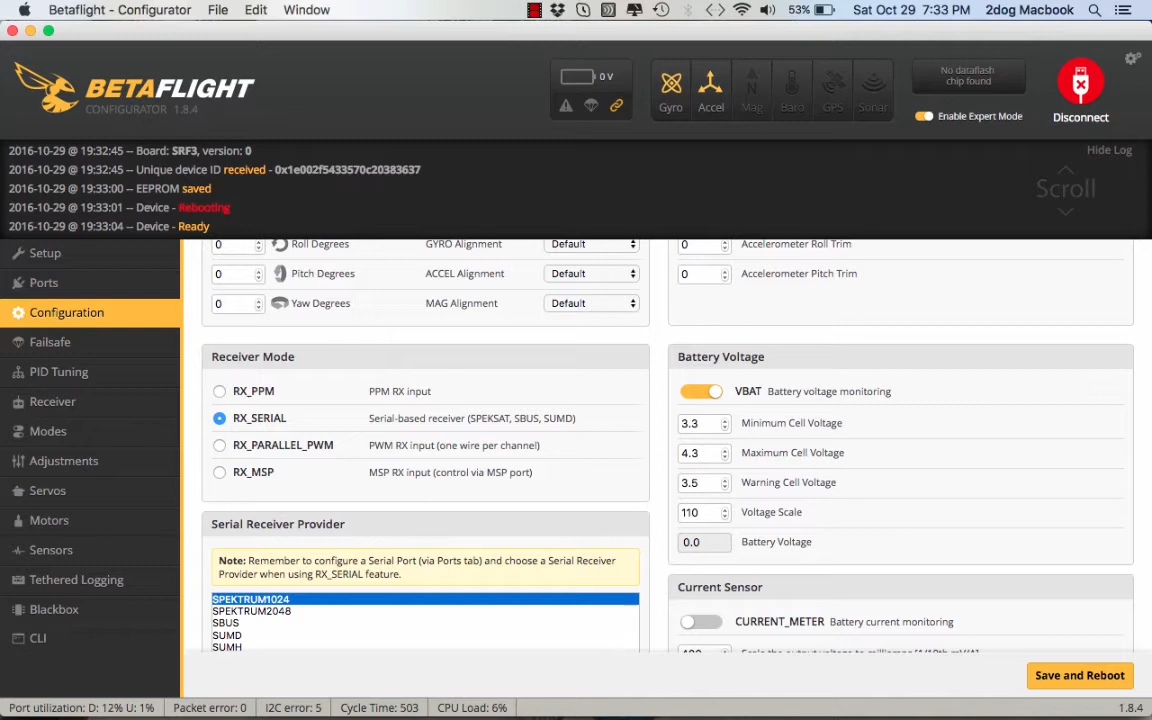 Betaflight - Configurator File Edit Window 53% Sat Oct 29 7:33 PM 2dog Macbook
BETAFLIGHT
CONFIGURATOR 1.8.4
0 V
Gyro Accel Mag Baro GPS Sonar
No dataflash
chip found
Enable Expert Mode
Disconnect
2016-10-29 @ 19:32:45 -- Board: SRF3, version: 0
2016-10-29 @ 19:32:45 -- Unique device ID received - 0x1e002f5433570c20383637
2016-10-29 @ 19:33:00 -- EEPROM saved
2016-10-29 @ 19:33:01 -- Device - Rebooting
2016-10-29 @ 19:33:04 -- Device - Ready
Hide Log
Scroll
Setup
Ports
Configuration
Failsafe
PID Tuning
Receiver
Modes
Adjustments
Servos
Motors
Sensors
Tethered Logging
Blackbox
CLI
0 Roll Degrees GYRO Alignment Default
0 Pitch Degrees ACCEL Alignment Default
0 Yaw Degrees MAG Alignment Default
0 Accelerometer Roll Trim
0 Accelerometer Pitch Trim
Receiver Mode
RX_PPM PPM RX input
RX_SERIAL Serial-based receiver (SPEKSAT, SBUS, SUMD)
RX_PARALLEL_PWM PWM RX input (one wire per channel)
RX_MSP MSP RX input (control via MSP port)
Battery Voltage
VBAT Battery voltage monitoring
3.3 Minimum Cell Voltage
4.3 Maximum Cell Voltage
3.5 Warning Cell Voltage
110 Voltage Scale
0.0 Battery Voltage
Serial Receiver Provider
Note: Remember to configure a Serial Port (via Ports tab) and choose a Serial Receiver
Provider when using RX_SERIAL feature.
SPEKTRUM1024
SPEKTRUM2048
SBUS
SUMD
SUMH
Current Sensor
CURRENT_METER Battery current monitoring
Save and Reboot
Port utilization: D: 12% U: 1% Packet error: 0 I2C error: 5 Cycle Time: 503 CPU Load: 6% 1.8.4